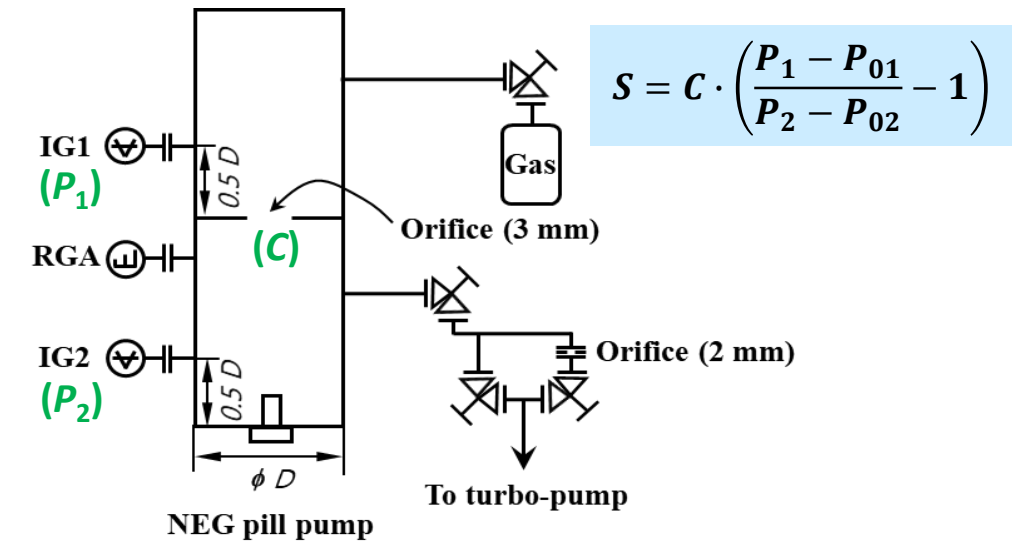 S = C · (P₁ − P₀₁ / P₂ − P₀₂ − 1)
IG1
(P₁)
0.5 D
Gas
Orifice (3 mm)
(C)
RGA
IG2
(P₂)
0.5 D
Orifice (2 mm)
ϕ D
To turbo-pump
NEG pill pump